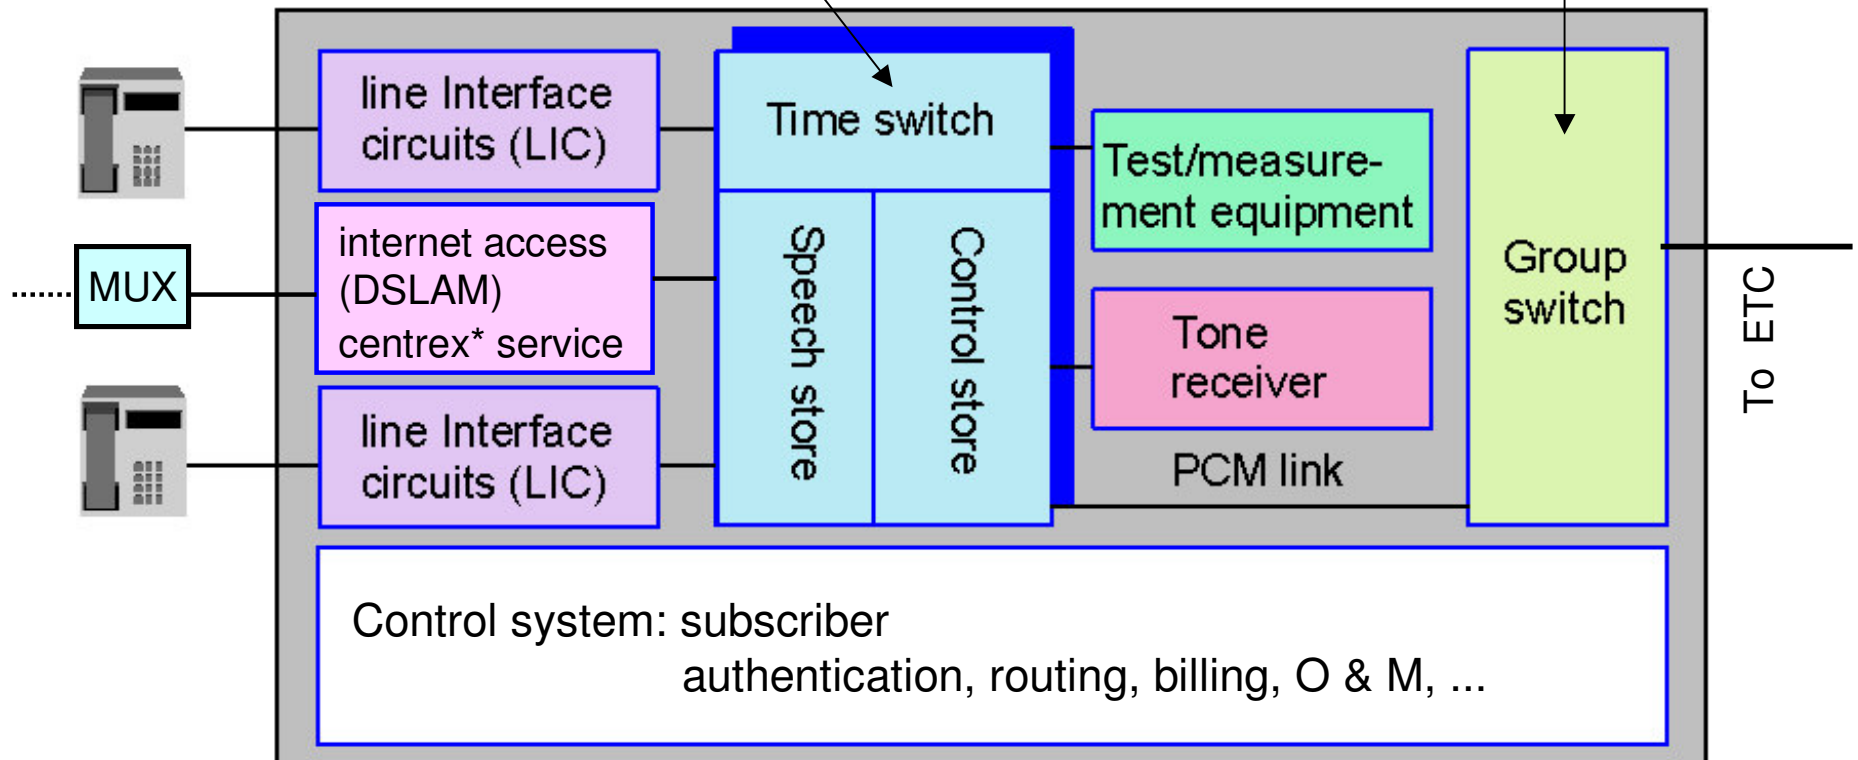 line Interface
circuits (LIC)
MUX
internet access
(DSLAM)
centrex* service
line Interface
circuits (LIC)
Time switch
Speech store
Control store
Test/measure-
ment equipment
Tone
receiver
PCM link
Group
switch
To ETC
Control system: subscriber
authentication, routing, billing, O & M, ...